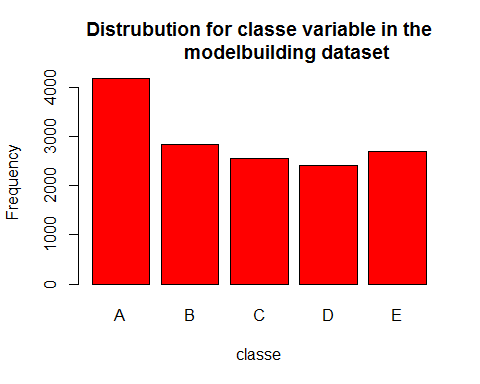 Distrubution for classe variable in the
modelbuilding dataset
Frequency
4000
3000
2000
1000
0
A B C D E
classe